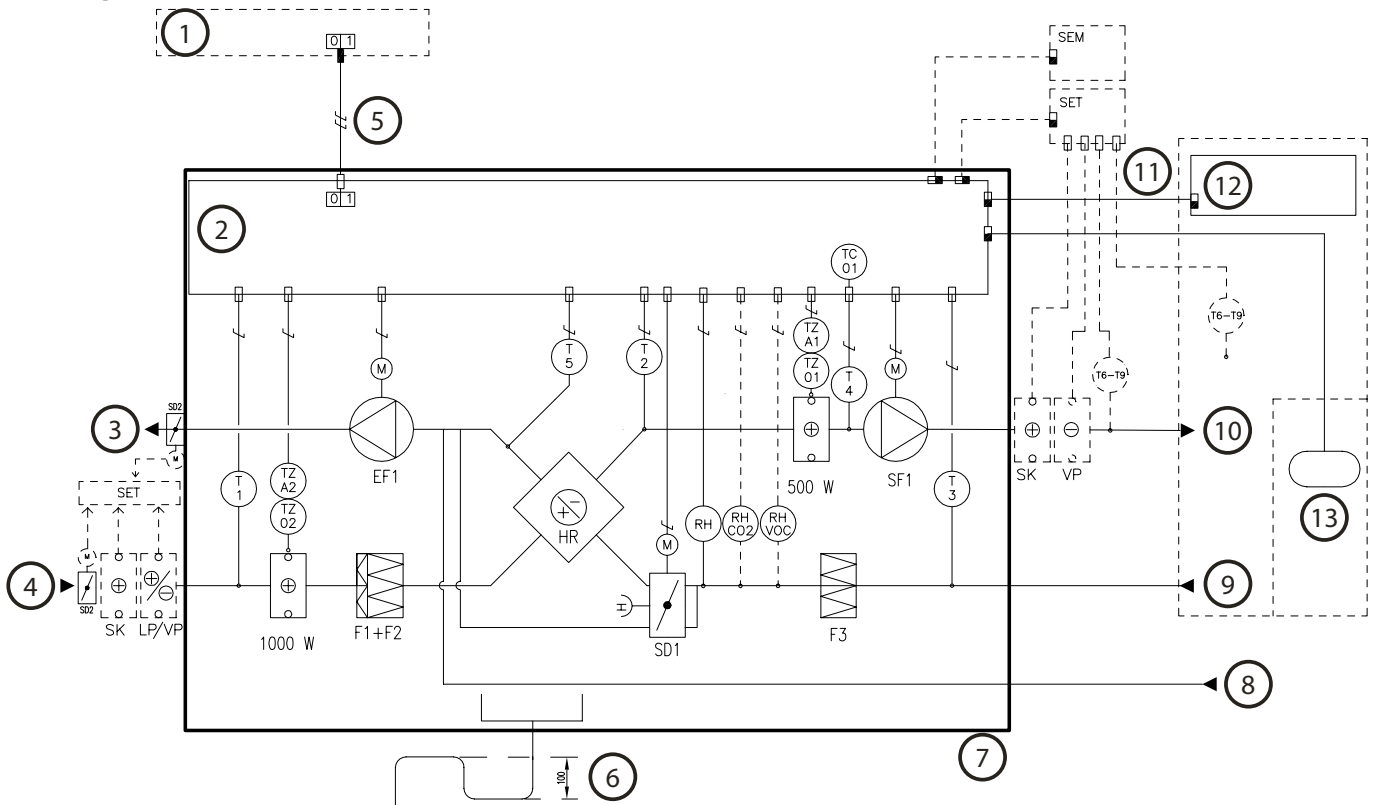 1
0 1
5
SEM
SET
11
12
0 1
2
TC
01
T
5
T
2
TZ
A1
TZ
01
T
4
T6-T9
T6-T9
M
M
3
SD2
M
EF1
500 W
SF1
SK
VP
10
SET
T
1
TZ
A2
TZ
02
+/-
HR
RH
RH
CO2
RH
VOC
T
3
13
M
M
4
SD2
SK
LP/VP
1000 W
F1+F2
H
SD1
F3
9
8
7
100
6